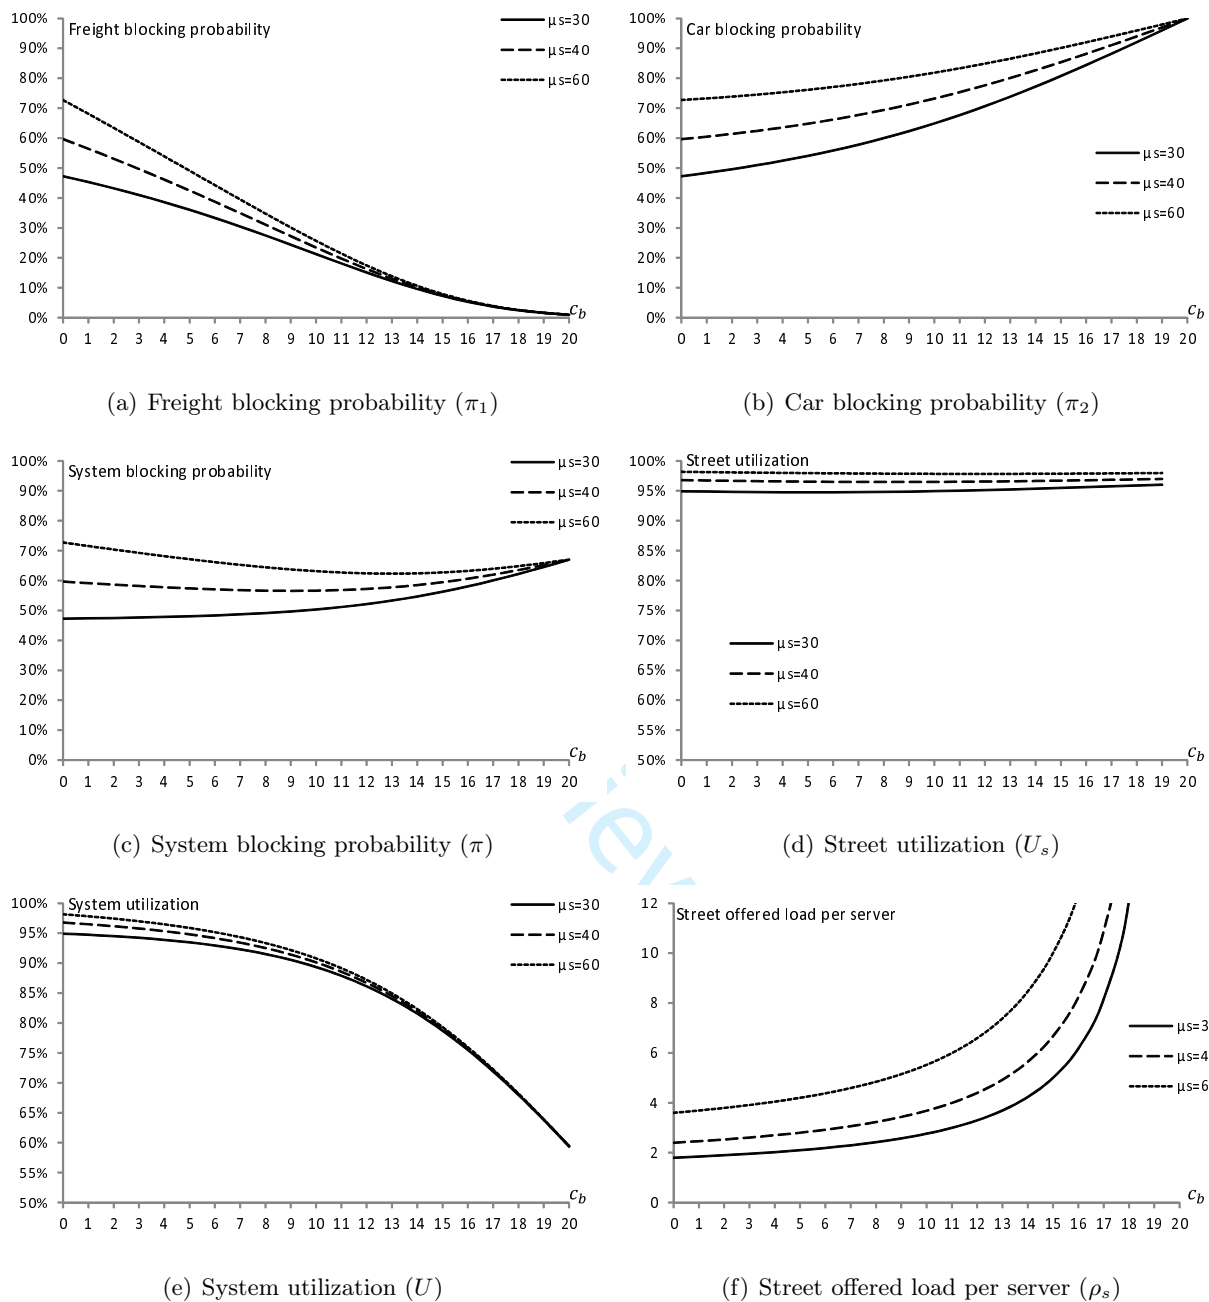 Freight blocking probability
μs=30
μs=40
μs=60
100%
90%
80%
70%
60%
50%
40%
30%
20%
10%
0%
c_b
0 1 2 3 4 5 6 7 8 9 10 11 12 13 14 15 16 17 18 19 20
(a) Freight blocking probability (π₁)
Car blocking probability
μs=30
μs=40
μs=60
100%
90%
80%
70%
60%
50%
40%
30%
20%
10%
0%
c_b
0 1 2 3 4 5 6 7 8 9 10 11 12 13 14 15 16 17 18 19 20
(b) Car blocking probability (π₂)
System blocking probability
μs=30
μs=40
μs=60
100%
90%
80%
70%
60%
50%
40%
30%
20%
10%
0%
c_b
0 1 2 3 4 5 6 7 8 9 10 11 12 13 14 15 16 17 18 19 20
(c) System blocking probability (π)
Street utilization
μs=30
μs=40
μs=60
100%
95%
90%
85%
80%
75%
70%
65%
60%
55%
50%
c_b
0 1 2 3 4 5 6 7 8 9 10 11 12 13 14 15 16 17 18 19 20
(d) Street utilization (U_s)
System utilization
μs=30
μs=40
μs=60
100%
95%
90%
85%
80%
75%
70%
65%
60%
55%
50%
c_b
0 1 2 3 4 5 6 7 8 9 10 11 12 13 14 15 16 17 18 19 20
(e) System utilization (U)
Street offered load per server
μs=3
μs=4
μs=6
12
10
8
6
4
2
0
c_b
0 1 2 3 4 5 6 7 8 9 10 11 12 13 14 15 16 17 18 19 20
(f) Street offered load per server (ρ_s)